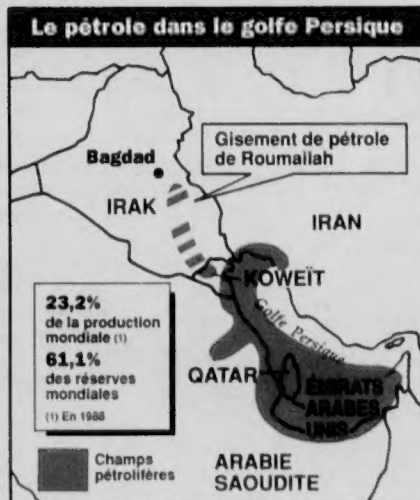 Le pétrole dans le golfe Persique
Gisement de pétrole
de Roumailah
Bagdad
IRAK
IRAN
KOWEÏT
Golfe Persique
23,2%
de la production
mondiale (1)
61,1%
des réserves
mondiales
(1) En 1988
QATAR
ÉMIRATS
ARABES
UNIS
Champs
pétrolifères
ARABIE
SAOUDITE